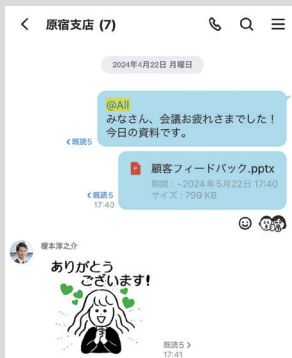 原宿支店 (7)
2024年4月22日 月曜日
@All
みなさん、会議お疲れさまでした！
今日の資料です。
<既読5
P
顧客フィードバック.pptx
期間：~2024年5月22日 17:40
サイズ：799 KB
<既読5
17:40
榎本淳之介
ありがとう
ございます!
既読5 >
17:41